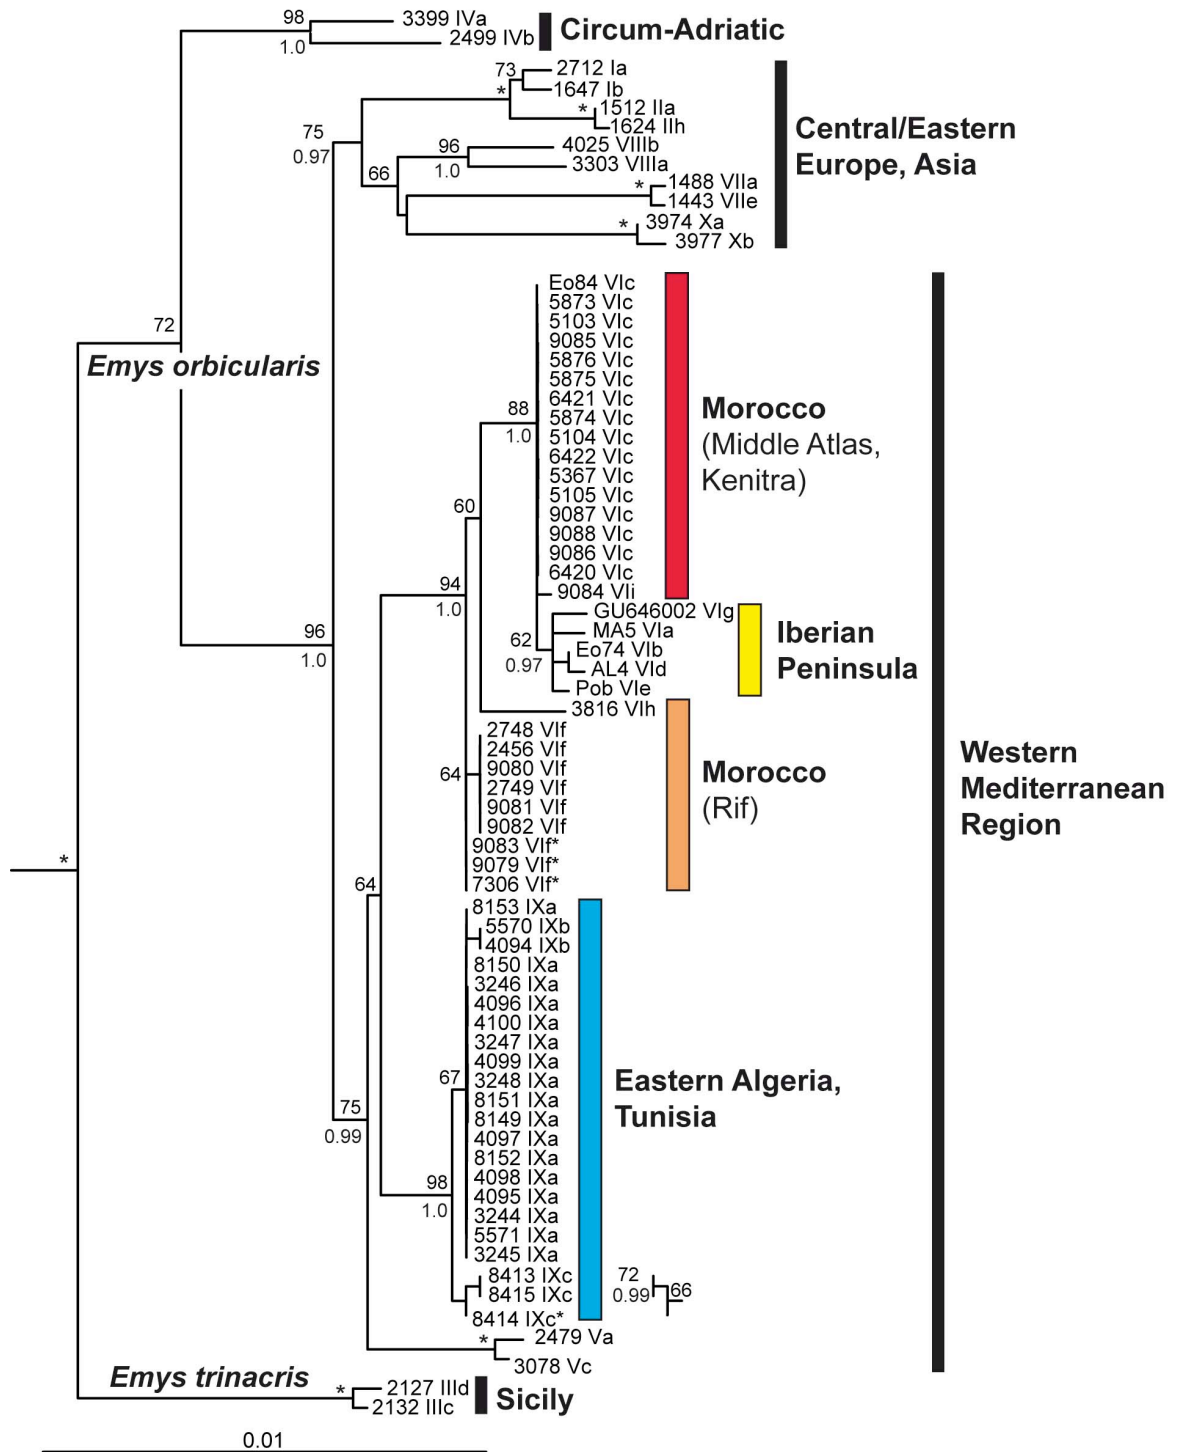 98
3399 IVa
1.0
2499 IVb
Circum-Adriatic
73
2712 Ia
*
1647 Ib
*
1512 IIa
1624 IIh
75
0.97
96
4025 VIIIb
1.0
3303 VIIIa
66
*
1488 VIIa
1443 VIIe
*
3974 Xa
3977 Xb
Central/Eastern
Europe, Asia
72
Emys orbicularis
Eo84 VIc
5873 VIc
5103 VIc
9085 VIc
5876 VIc
5875 VIc
6421 VIc
88
5874 VIc
1.0
5104 VIc
6422 VIc
5367 VIc
5105 VIc
9087 VIc
9088 VIc
9086 VIc
6420 VIc
9084 VIi
Morocco
(Middle Atlas,
Kenitra)
60
94
1.0
GU646002 VIg
MA5 VIa
62
Eo74 VIb
0.97
AL4 VId
Pob VIe
Iberian
Peninsula
96
1.0
3816 VIh
2748 VIf
2456 VIf
64
9080 VIf
2749 VIf
9081 VIf
9082 VIf
9083 VIf*
9079 VIf*
7306 VIf*
Morocco
(Rif)
Western
Mediterranean
Region
*
64
8153 IXa
5570 IXb
4094 IXb
8150 IXa
3246 IXa
4096 IXa
4100 IXa
3247 IXa
4099 IXa
67
3248 IXa
8151 IXa
8149 IXa
4097 IXa
8152 IXa
4098 IXa
4095 IXa
3244 IXa
5571 IXa
3245 IXa
Eastern Algeria,
Tunisia
75
0.99
98
1.0
8413 IXc
8415 IXc
8414 IXc*
72
0.99
66
*
2479 Va
3078 Vc
Emys trinacris
*
2127 IIId
2132 IIIc
Sicily
0.01